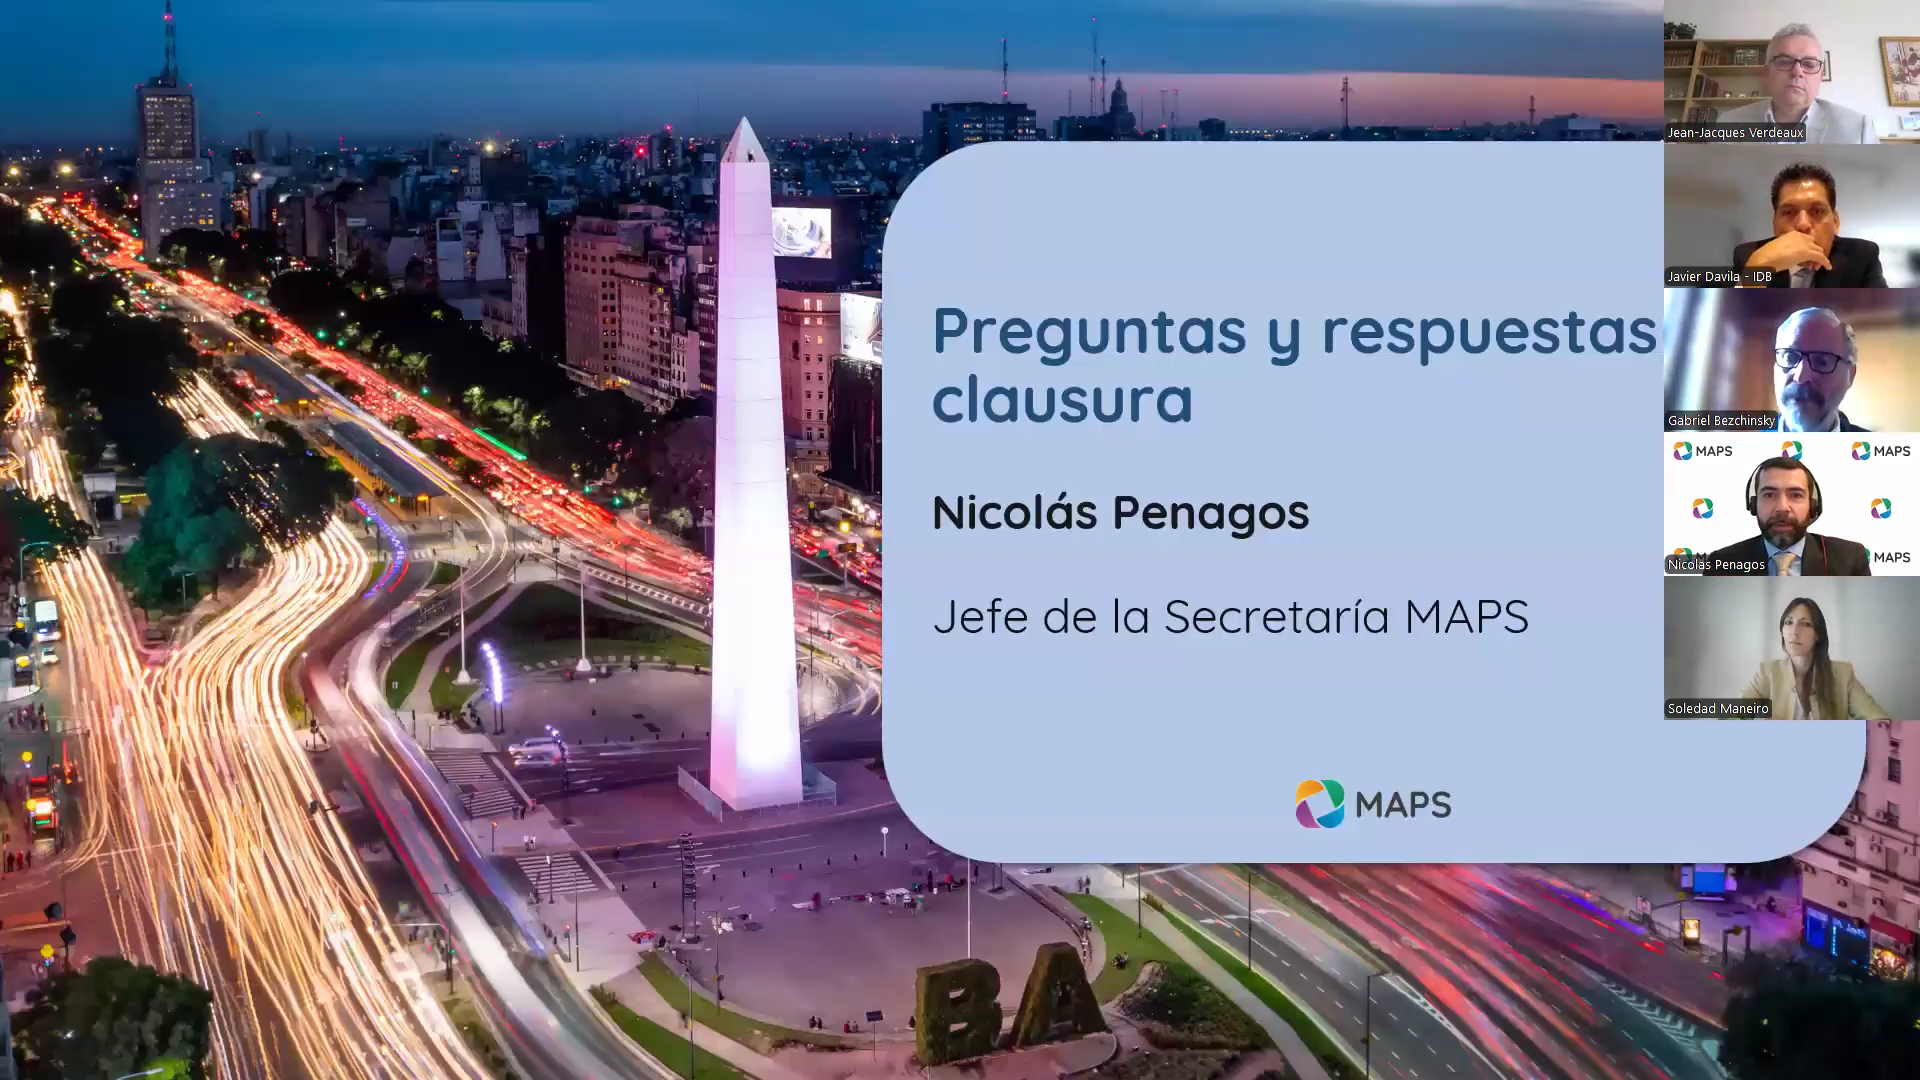 Preguntas y respuestas
clausura
Nicolás Penagos
Jefe de la Secretaría MAPS
MAPS
BA
Jean-Jacques Verdeaux
Javier Davila - IDB
Gabriel Bezchinsky
MAPS
MAPS
MAPS
Nicolás Penagos
Soledad Maneiro